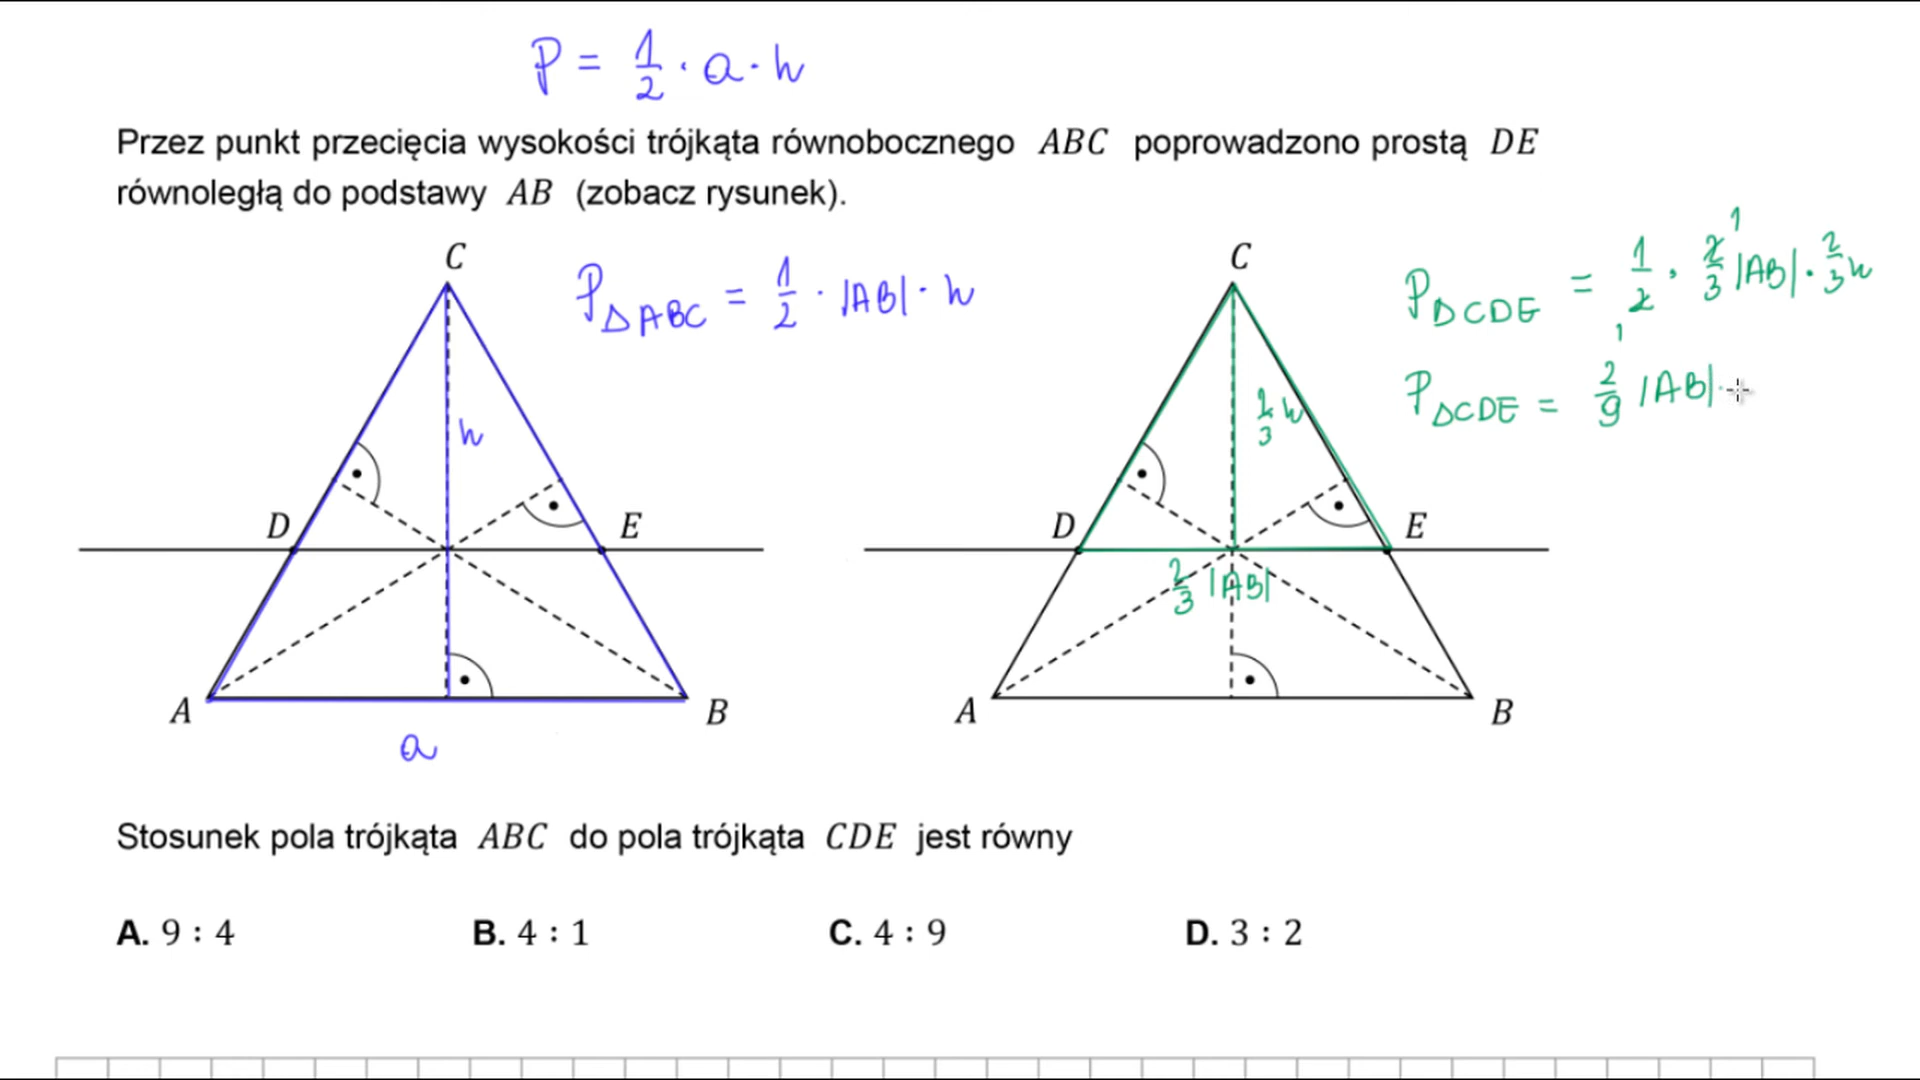 P = 1/2 · a · h
Przez punkt przecięcia wysokości trójkąta równobocznego ABC poprowadzono prostą DE
równoległą do podstawy AB (zobacz rysunek).
C
P△ABC = 1/2 · |AB| · h
h
D
E
A
B
a
C
P△CDE = 1/2 · 2/3 |AB| · 2/3 h
1
1
P△CDE = 2/9 |AB| ·
2/3 h
D
E
2/3 |AB|
A
B
Stosunek pola trójkąta ABC do pola trójkąta CDE jest równy
A. 9 : 4 B. 4 : 1 C. 4 : 9 D. 3 : 2